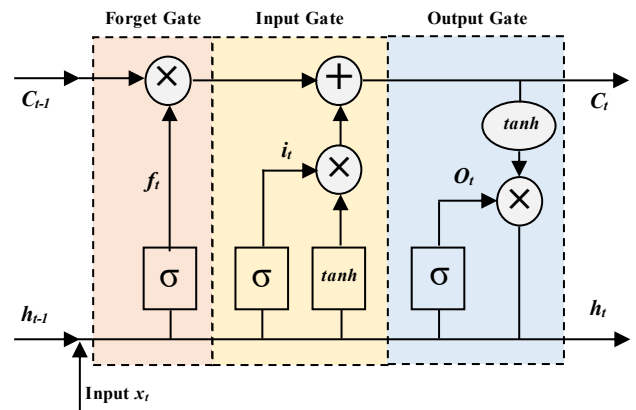 Forget Gate Input Gate Output Gate
× +
C_{t-1} C_t
tanh
i_t
× O_t ×
f_t
σ σ tanh σ
h_{t-1} h_t
Input x_t